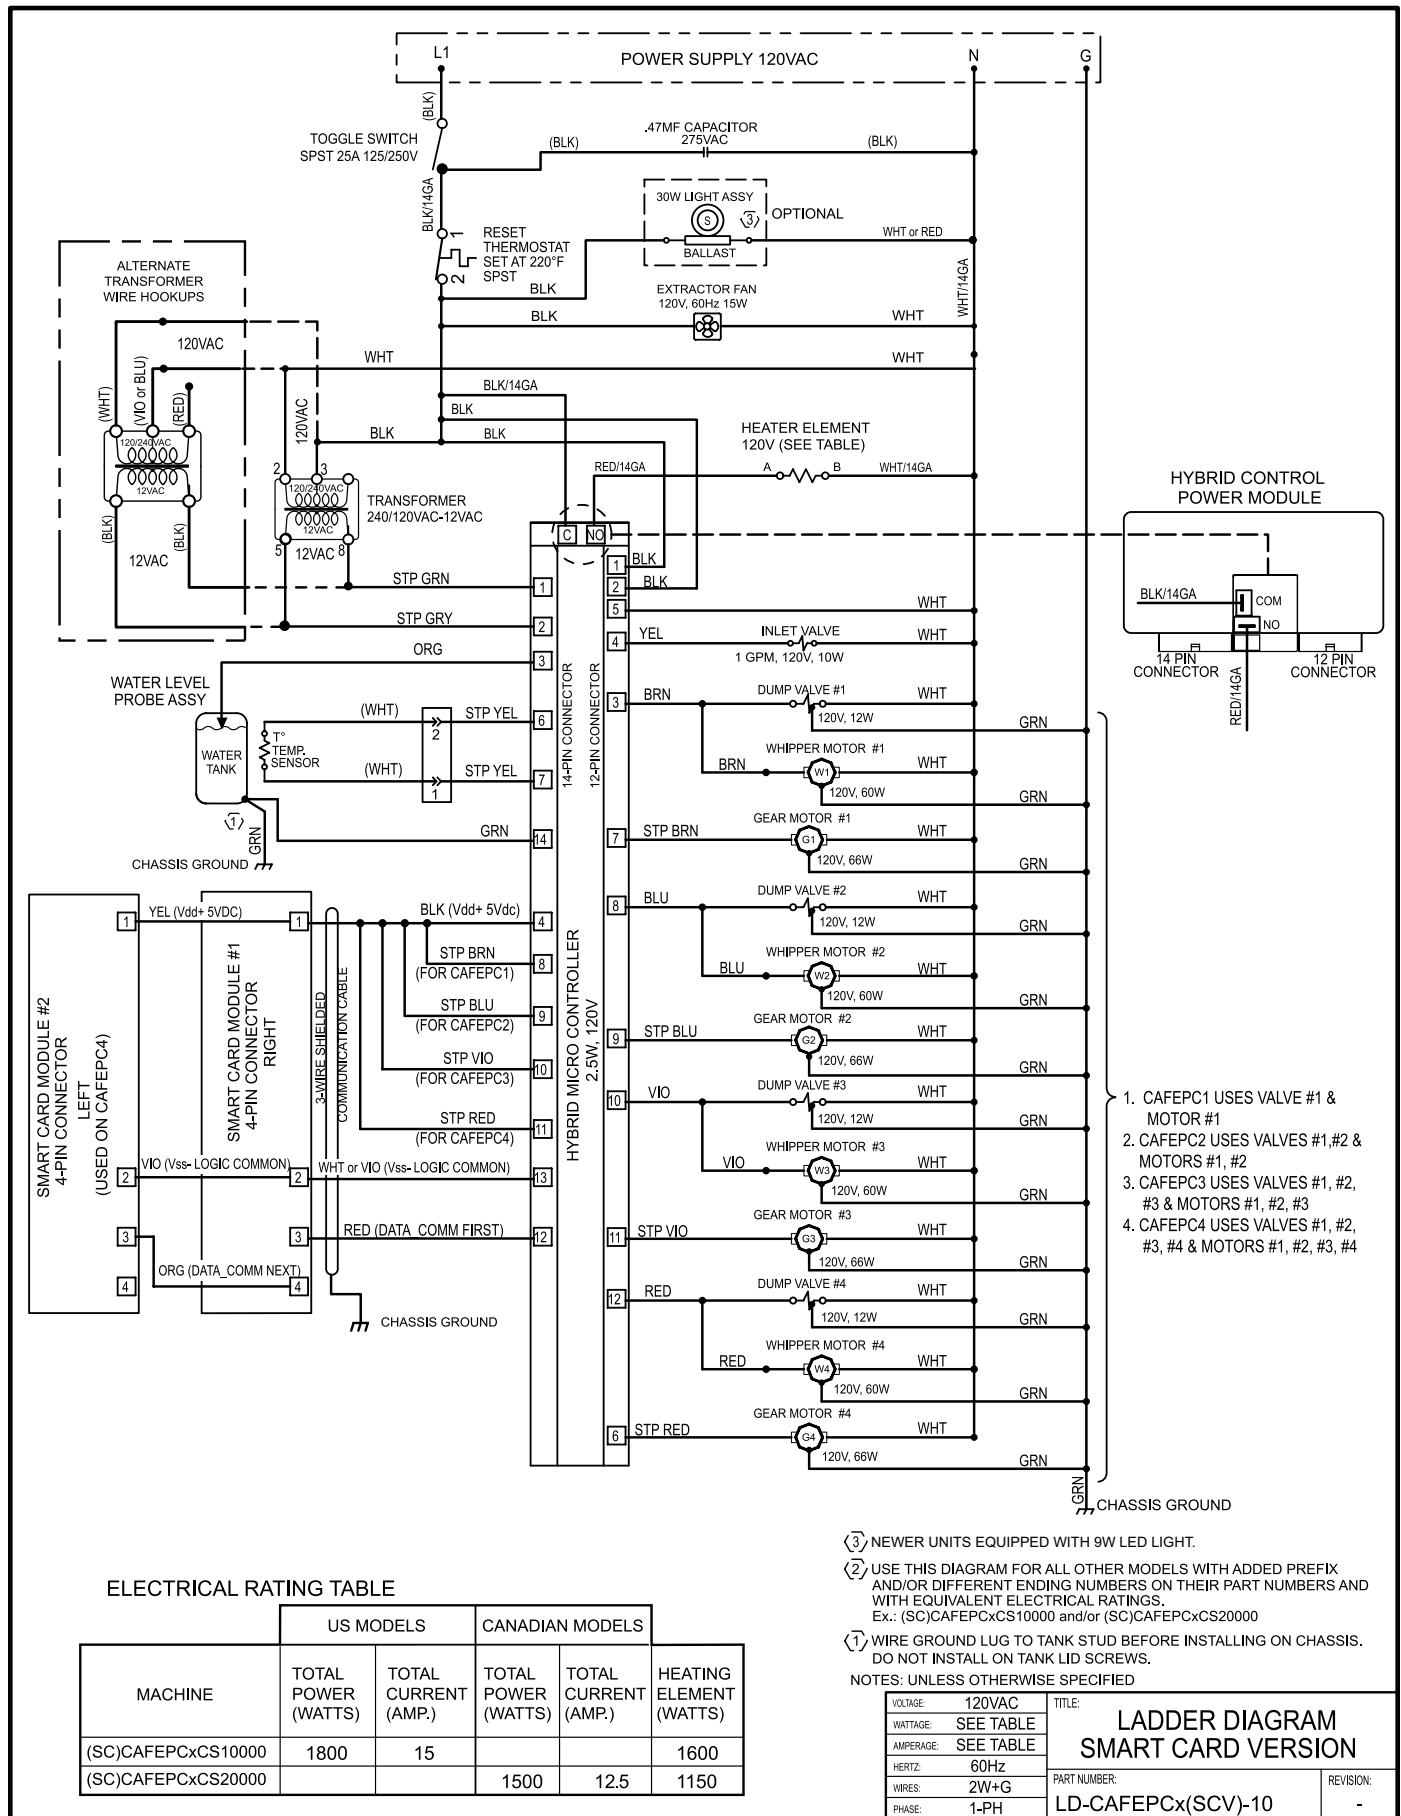 L1
POWER SUPPLY 120VAC
N
G
(BLK)
TOGGLE SWITCH
SPST 25A 125/250V
(BLK)
.47MF CAPACITOR
275VAC
(BLK)
BLK/14GA
30W LIGHT ASSY
S
3
OPTIONAL
BALLAST
WHT or RED
1
2
RESET
THERMOSTAT
SET AT 220°F
SPST
BLK
EXTRACTOR FAN
120V, 60Hz 15W
BLK
WHT
WHT/14GA
ALTERNATE
TRANSFORMER
WIRE HOOKUPS
120VAC
(WHT)
(VIO or BLU)
(RED)
120/240VAC
12VAC
(BLK)
(BLK)
12VAC
WHT
WHT
120VAC
BLK
BLK/14GA
BLK
BLK
2
3
120/240VAC
12VAC
5
12VAC
8
TRANSFORMER
240/120VAC-12VAC
HEATER ELEMENT
120V (SEE TABLE)
RED/14GA
A
B
WHT/14GA
HYBRID CONTROL
POWER MODULE
BLK/14GA
COM
NO
14 PIN
CONNECTOR
12 PIN
CONNECTOR
RED/14GA
C
NO
1
BLK
2
BLK
5
WHT
4
YEL
INLET VALVE
1 GPM, 120V, 10W
WHT
STP GRN
1
STP GRY
2
ORG
3
WATER LEVEL
PROBE ASSY
WATER
TANK
T°
TEMP.
SENSOR
(WHT)
2
STP YEL
6
(WHT)
1
STP YEL
7
1
GRN
GRN
14
CHASSIS GROUND
14-PIN CONNECTOR
12-PIN CONNECTOR
HYBRID MICRO CONTROLLER
2.5W, 120V
3
BRN
DUMP VALVE #1
120V, 12W
WHT
GRN
BRN
WHIPPER MOTOR #1
W1
120V, 60W
WHT
GRN
7
STP BRN
GEAR MOTOR #1
G1
120V, 66W
WHT
GRN
8
BLU
DUMP VALVE #2
120V, 12W
WHT
GRN
BLU
WHIPPER MOTOR #2
W2
120V, 60W
WHT
GRN
9
STP BLU
GEAR MOTOR #2
G2
120V, 66W
WHT
GRN
10
VIO
DUMP VALVE #3
120V, 12W
WHT
GRN
VIO
WHIPPER MOTOR #3
W3
120V, 60W
WHT
GRN
11
STP VIO
GEAR MOTOR #3
G3
120V, 66W
WHT
GRN
12
RED
DUMP VALVE #4
120V, 12W
WHT
GRN
RED
WHIPPER MOTOR #4
W4
120V, 60W
WHT
GRN
6
STP RED
GEAR MOTOR #4
G4
120V, 66W
WHT
GRN
GRN
CHASSIS GROUND
1. CAFEPC1 USES VALVE #1 &
MOTOR #1
2. CAFEPC2 USES VALVES #1,#2 &
MOTORS #1, #2
3. CAFEPC3 USES VALVES #1, #2,
#3 & MOTORS #1, #2, #3
4. CAFEPC4 USES VALVES #1, #2,
#3, #4 & MOTORS #1, #2, #3, #4
SMART CARD MODULE #2
4-PIN CONNECTOR
LEFT
(USED ON CAFEPC4)
SMART CARD MODULE #1
4-PIN CONNECTOR
RIGHT
3-WIRE SHIELDED
COMMUNICATION CABLE
1
YEL (Vdd+ 5VDC)
1
BLK (Vdd+ 5Vdc)
4
STP BRN
(FOR CAFEPC1)
8
STP BLU
(FOR CAFEPC2)
9
STP VIO
(FOR CAFEPC3)
10
STP RED
(FOR CAFEPC4)
11
2
VIO (Vss- LOGIC COMMON)
2
WHT or VIO (Vss- LOGIC COMMON)
13
3
3
RED (DATA_COMM FIRST)
12
4
ORG (DATA_COMM NEXT)
4
CHASSIS GROUND
3 NEWER UNITS EQUIPPED WITH 9W LED LIGHT.
2 USE THIS DIAGRAM FOR ALL OTHER MODELS WITH ADDED PREFIX
AND/OR DIFFERENT ENDING NUMBERS ON THEIR PART NUMBERS AND
WITH EQUIVALENT ELECTRICAL RATINGS.
Ex.: (SC)CAFEPCxCS10000 and/or (SC)CAFEPCxCS20000
1 WIRE GROUND LUG TO TANK STUD BEFORE INSTALLING ON CHASSIS.
DO NOT INSTALL ON TANK LID SCREWS.
NOTES: UNLESS OTHERWISE SPECIFIED
ELECTRICAL RATING TABLE
US MODELS
CANADIAN MODELS
MACHINE
TOTAL POWER (WATTS)
TOTAL CURRENT (AMP.)
TOTAL POWER (WATTS)
TOTAL CURRENT (AMP.)
HEATING ELEMENT (WATTS)
(SC)CAFEPCxCS10000 1800 15 1600
(SC)CAFEPCxCS20000 1500 12.5 1150
VOLTAGE: 120VAC
WATTAGE: SEE TABLE
AMPERAGE: SEE TABLE
HERTZ: 60Hz
WIRES: 2W+G
PHASE: 1-PH
TITLE:
LADDER DIAGRAM
SMART CARD VERSION
PART NUMBER:
LD-CAFEPCx(SCV)-10
REVISION:
-